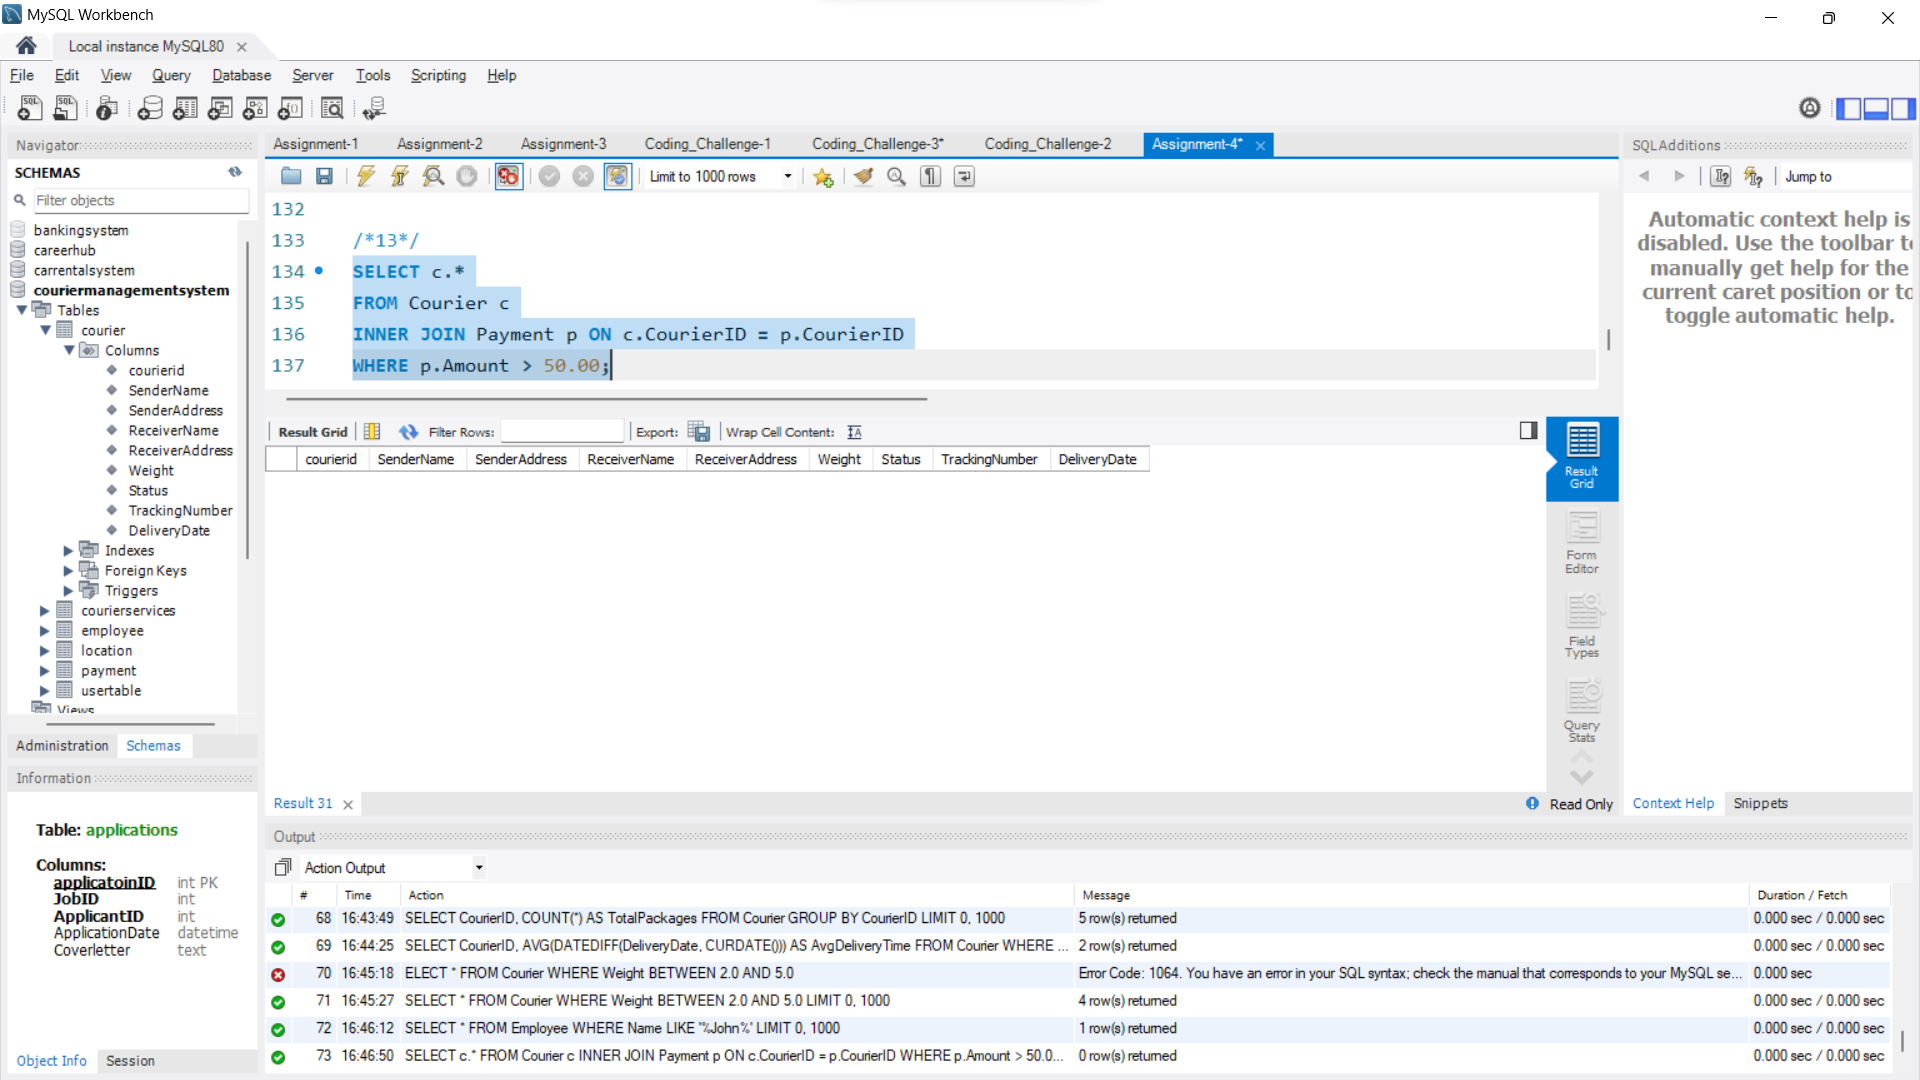 MySQL Workbench
Local instance MySQL80
File Edit View Query Database Server Tools Scripting Help
Navigator
SCHEMAS
Filter objects
bankingsystem
careerhub
carrentalsystem
couriermanagementsystem
Tables
courier
Columns
courierid
SenderName
SenderAddress
ReceiverName
ReceiverAddress
Weight
Status
TrackingNumber
DeliveryDate
Indexes
Foreign Keys
Triggers
courierservices
employee
location
payment
usertable
Views
Administration Schemas
Information
Table: applications
Columns:
applicatoinID int PK
JobID int
ApplicantID int
ApplicationDate datetime
Coverletter text
Object Info Session
Assignment-1 Assignment-2 Assignment-3 Coding_Challenge-1 Coding_Challenge-3* Coding_Challenge-2 Assignment-4*
Limit to 1000 rows
132
133 /*13*/
134 SELECT c.*
135 FROM Courier c
136 INNER JOIN Payment p ON c.CourierID = p.CourierID
137 WHERE p.Amount > 50.00;
Result Grid Filter Rows: Export: Wrap Cell Content:
courierid SenderName SenderAddress ReceiverName ReceiverAddress Weight Status TrackingNumber DeliveryDate
Result Grid
Form Editor
Field Types
Query Stats
Result 31
Read Only
SQLAdditions
Jump to
Automatic context help is
disabled. Use the toolbar to
manually get help for the
current caret position or to
toggle automatic help.
Context Help Snippets
Output
Action Output
# Time Action Message Duration / Fetch
68 16:43:49 SELECT CourierID, COUNT(*) AS TotalPackages FROM Courier GROUP BY CourierID LIMIT 0, 1000 5 row(s) returned 0.000 sec / 0.000 sec
69 16:44:25 SELECT CourierID, AVG(DATEDIFF(DeliveryDate, CURDATE())) AS AvgDeliveryTime FROM Courier WHERE ... 2 row(s) returned 0.000 sec / 0.000 sec
70 16:45:18 ELECT * FROM Courier WHERE Weight BETWEEN 2.0 AND 5.0 Error Code: 1064. You have an error in your SQL syntax; check the manual that corresponds to your MySQL se... 0.000 sec
71 16:45:27 SELECT * FROM Courier WHERE Weight BETWEEN 2.0 AND 5.0 LIMIT 0, 1000 4 row(s) returned 0.000 sec / 0.000 sec
72 16:46:12 SELECT * FROM Employee WHERE Name LIKE '%John%' LIMIT 0, 1000 1 row(s) returned 0.000 sec / 0.000 sec
73 16:46:50 SELECT c.* FROM Courier c INNER JOIN Payment p ON c.CourierID = p.CourierID WHERE p.Amount > 50.0... 0 row(s) returned 0.000 sec / 0.000 sec